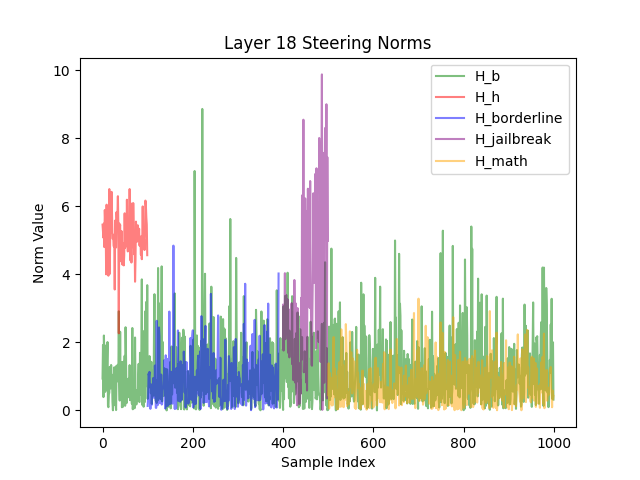 Layer 18 Steering Norms
H_b
H_h
H_borderline
H_jailbreak
H_math
Norm Value
10
8
6
4
2
0
0 200 400 600 800 1000
Sample Index